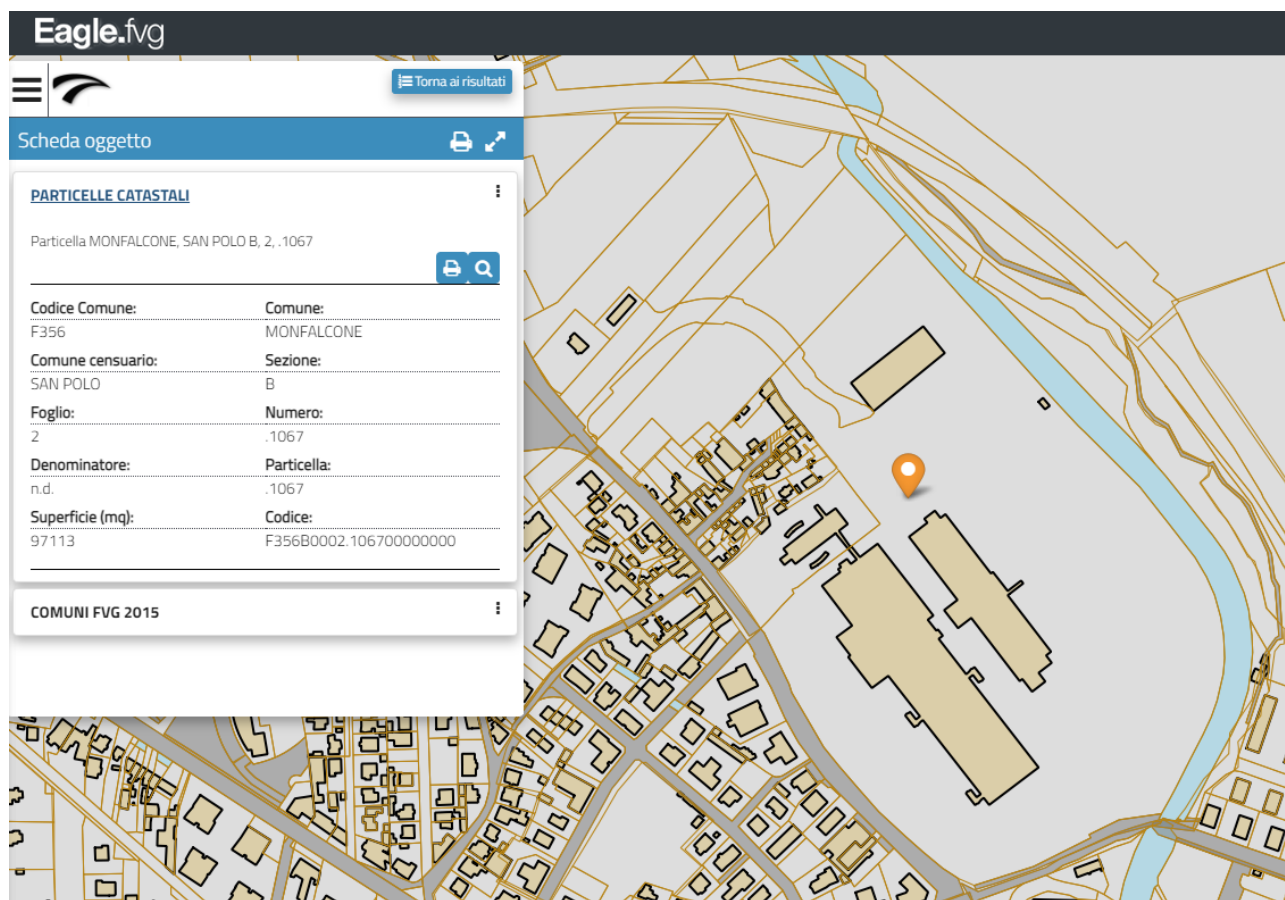 Eagle.fvg
Torna ai risultati
Scheda oggetto
PARTICELLE CATASTALI
Particella MONFALCONE, SAN POLO B, 2, .1067
Codice Comune: Comune:
F356 MONFALCONE
Comune censuario: Sezione:
SAN POLO B
Foglio: Numero:
2 .1067
Denominatore: Particella:
n.d. .1067
Superficie (mq): Codice:
97113 F356B0002.106700000000
COMUNI FVG 2015